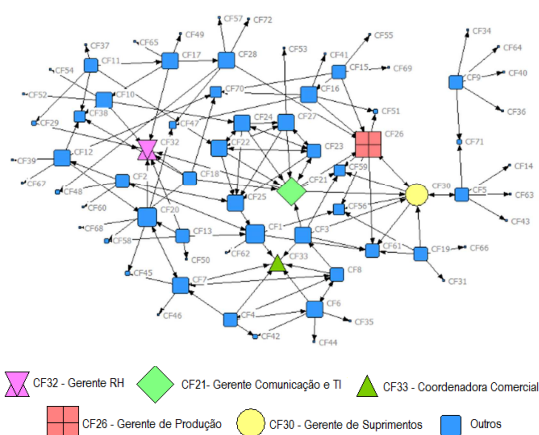 CF57 CF72
CF34
CF49
CF37 CF65
CF55
CF53
CF64
CF11 CF17 CF28
CF41
CF54
CF15 CF69
CF9 CF40
CF52 CF10
CF70 CF16
CF51
CF36
CF29 CF38 CF47 CF24 CF27
CF26
CF32 CF22 CF23
CF71
CF39 CF12
CF59
CF14
CF67 CF48 CF2 CF18 CF21
CF30 CF5 CF63
CF60 CF20 CF25 CF56
CF43
CF68
CF58 CF13 CF1 CF3
CF50 CF62 CF33 CF61 CF19 CF66
CF45 CF7 CF8
CF31
CF46 CF4 CF6
CF42 CF35
CF44
CF32 - Gerente RH CF21- Gerente Comunicação e TI CF33 - Coordenadora Comercial
CF26 - Gerente de Produção CF30 - Gerente de Suprimentos Outros